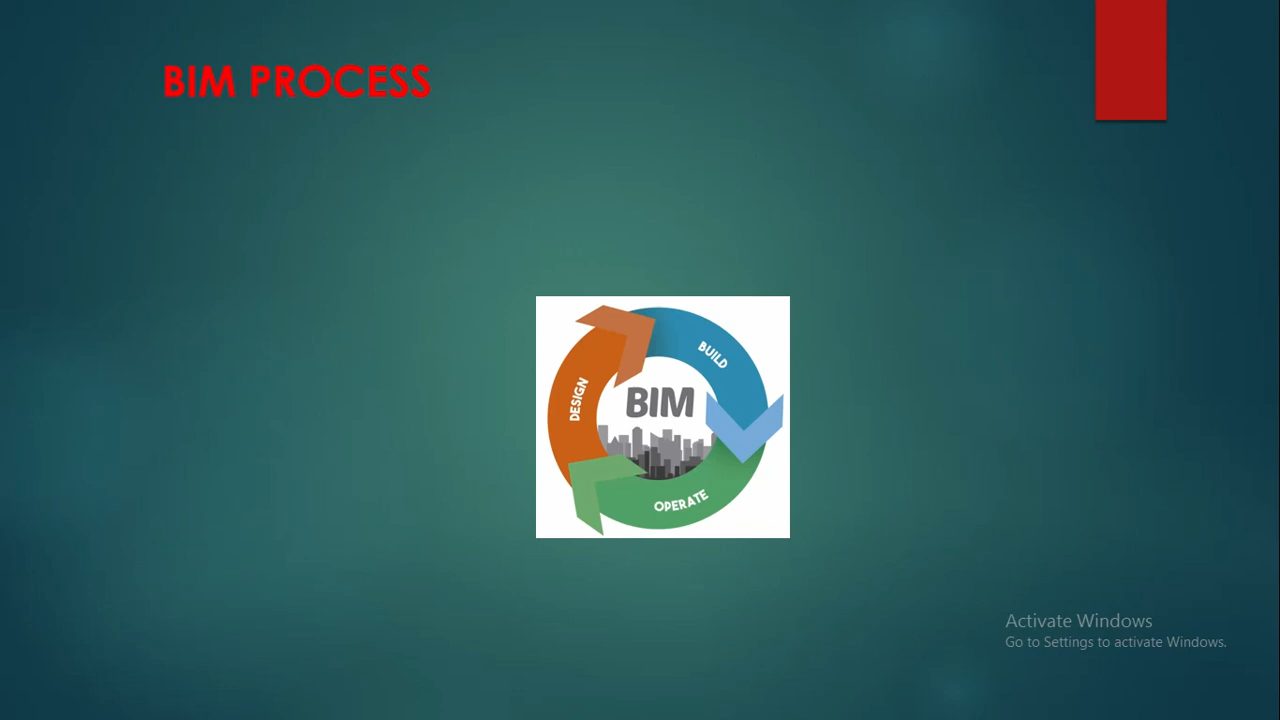 BIM PROCESS
BUILD
DESIGN
BIM
OPERATE
Activate Windows
Go to Settings to activate Windows.